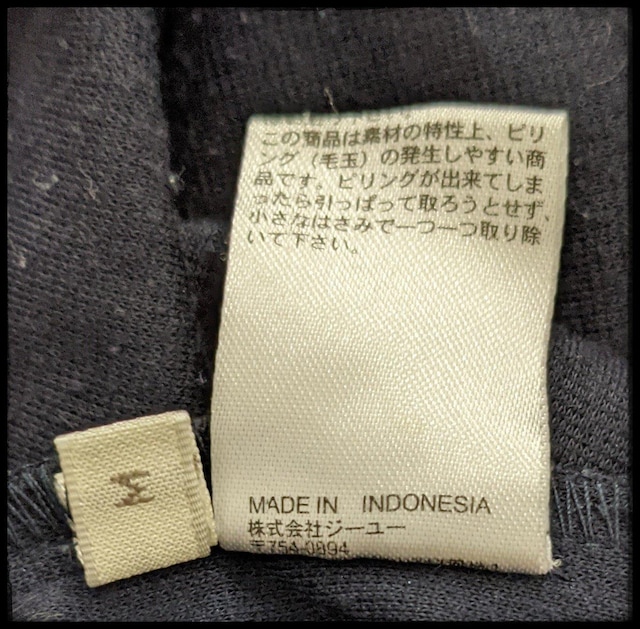 この商品は素材の特性上、ピリ
ング（毛玉）の発生しやすい商
品です。ピリングが出来てしま
ったら引っぱって取ろうとせず、
小さなはさみで一つ一つ取り除
いて下さい。
MADE IN INDONESIA
株式会社ジーユー
〒754-0094
M